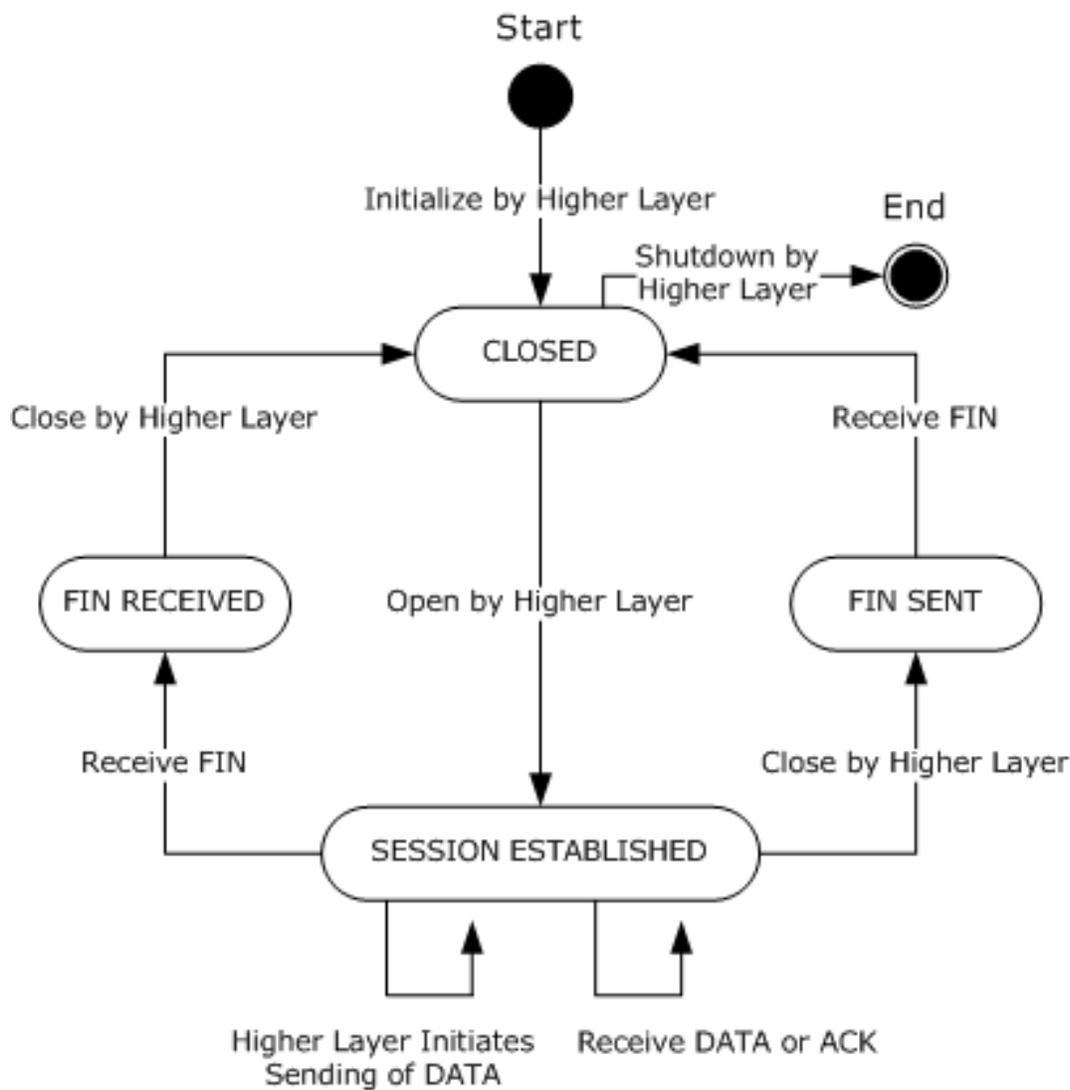 Start
Initialize by Higher Layer
End
Shutdown by
Higher Layer
CLOSED
Close by Higher Layer
Receive FIN
FIN RECEIVED
Open by Higher Layer
FIN SENT
Receive FIN
Close by Higher Layer
SESSION ESTABLISHED
Higher Layer Initiates
Sending of DATA
Receive DATA or ACK